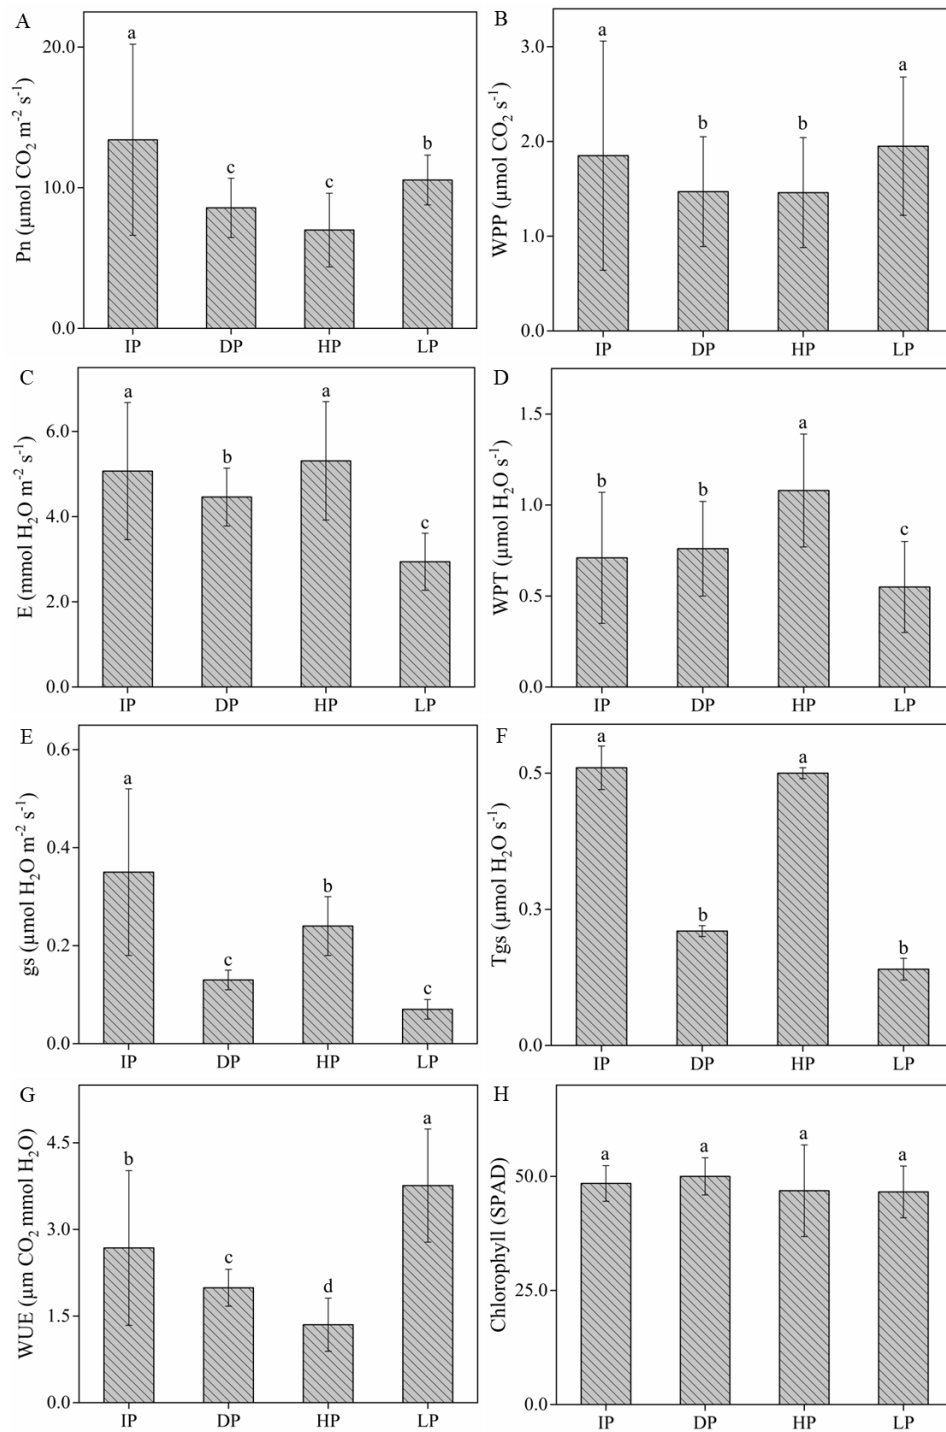 A
Pn (µmol CO₂ m⁻² s⁻¹)
20.0
10.0
0.0
a
c
c
b
IP DP HP LP
B
WPP (µmol CO₂ s⁻¹)
3.0
2.0
1.0
0.0
a
b
b
a
IP DP HP LP
C
E (mmol H₂O m⁻² s⁻¹)
6.0
4.0
2.0
0.0
a
b
a
c
IP DP HP LP
D
WPT (µmol H₂O s⁻¹)
1.5
1.0
0.5
0.0
b
b
a
c
IP DP HP LP
E
gs (µmol H₂O m⁻² s⁻¹)
0.6
0.4
0.2
0.0
a
c
b
c
IP DP HP LP
F
Tgs (µmol H₂O s⁻¹)
0.5
0.3
0.0
a
b
a
b
IP DP HP LP
G
WUE (µm CO₂ mmol H₂O)
4.5
3.0
1.5
0.0
b
c
d
a
IP DP HP LP
H
Chlorophyll (SPAD)
50.0
25.0
0.0
a
a
a
a
IP DP HP LP